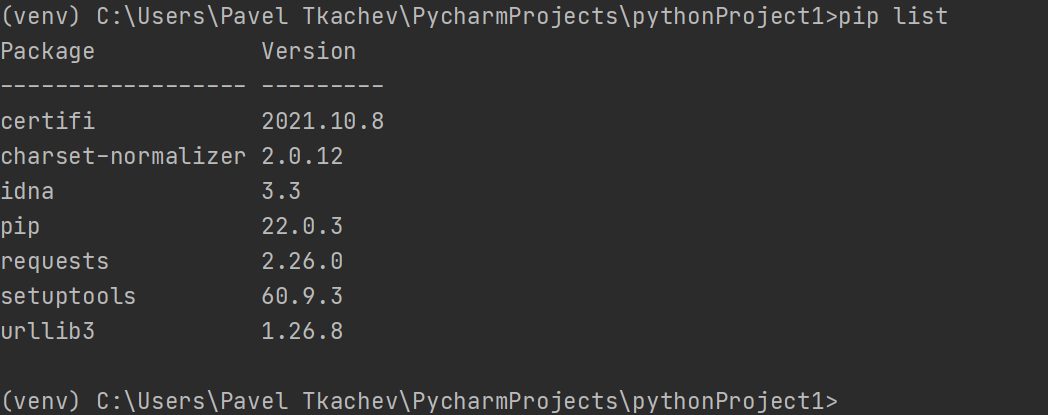 (venv) C:\Users\Pavel Tkachev\PycharmProjects\pythonProject1>pip list
Package            Version
------------------ ---------
certifi            2021.10.8
charset-normalizer 2.0.12
idna               3.3
pip                22.0.3
requests           2.26.0
setuptools         60.9.3
urllib3            1.26.8
(venv) C:\Users\Pavel Tkachev\PycharmProjects\pythonProject1>